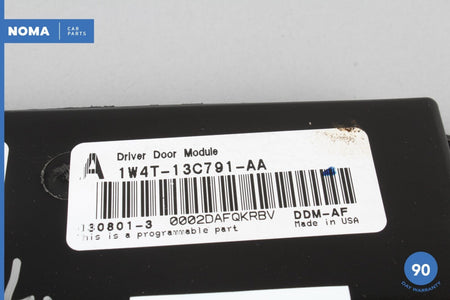 NOMA CAR PARTS
A Driver Door Module
1W4T-13C791-AA
130801-3 0002DAFQKRBV DDM-AF
This is a programmable part Made in USA
90
DAY WARRANTY